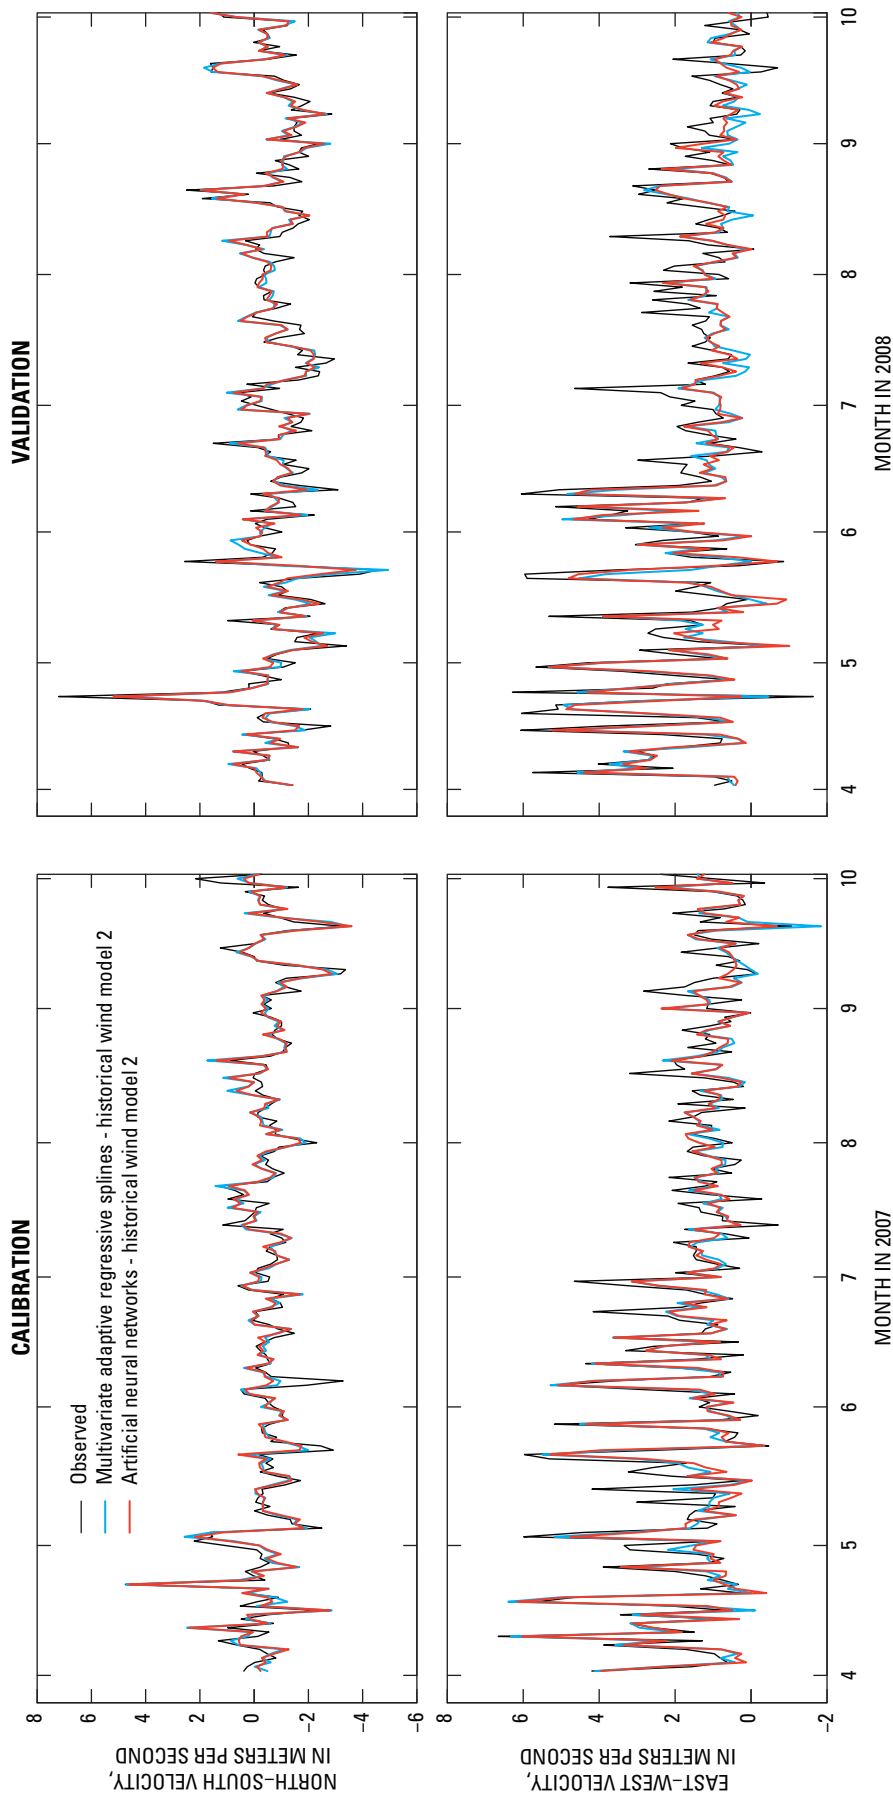 CALIBRATION
VALIDATION
Observed
Multivariate adaptive regressive splines - historical wind model 2
Artificial neural networks - historical wind model 2
NORTH–SOUTH VELOCITY,
IN METERS PER SECOND
8
6
4
2
0
–2
–4
–6
EAST–WEST VELOCITY,
IN METERS PER SECOND
8
6
4
2
0
–2
4
5
6
7
8
9
10
MONTH IN 2007
4
5
6
7
8
9
10
MONTH IN 2008